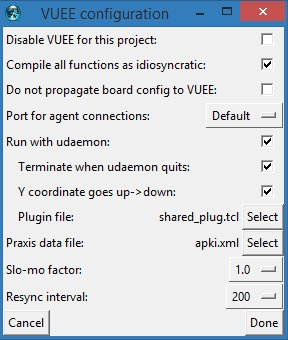 VUEE configuration
Disable VUEE for this project:
Compile all functions as idiosyncratic:
Do not propagate board config to VUEE:
Port for agent connections: Default
Run with udaemon:
Terminate when udaemon quits:
Y coordinate goes up->down:
Plugin file: shared_plug.tcl Select
Praxis data file: apki.xml Select
Slo-mo factor: 1.0
Resync interval: 200
Cancel Done